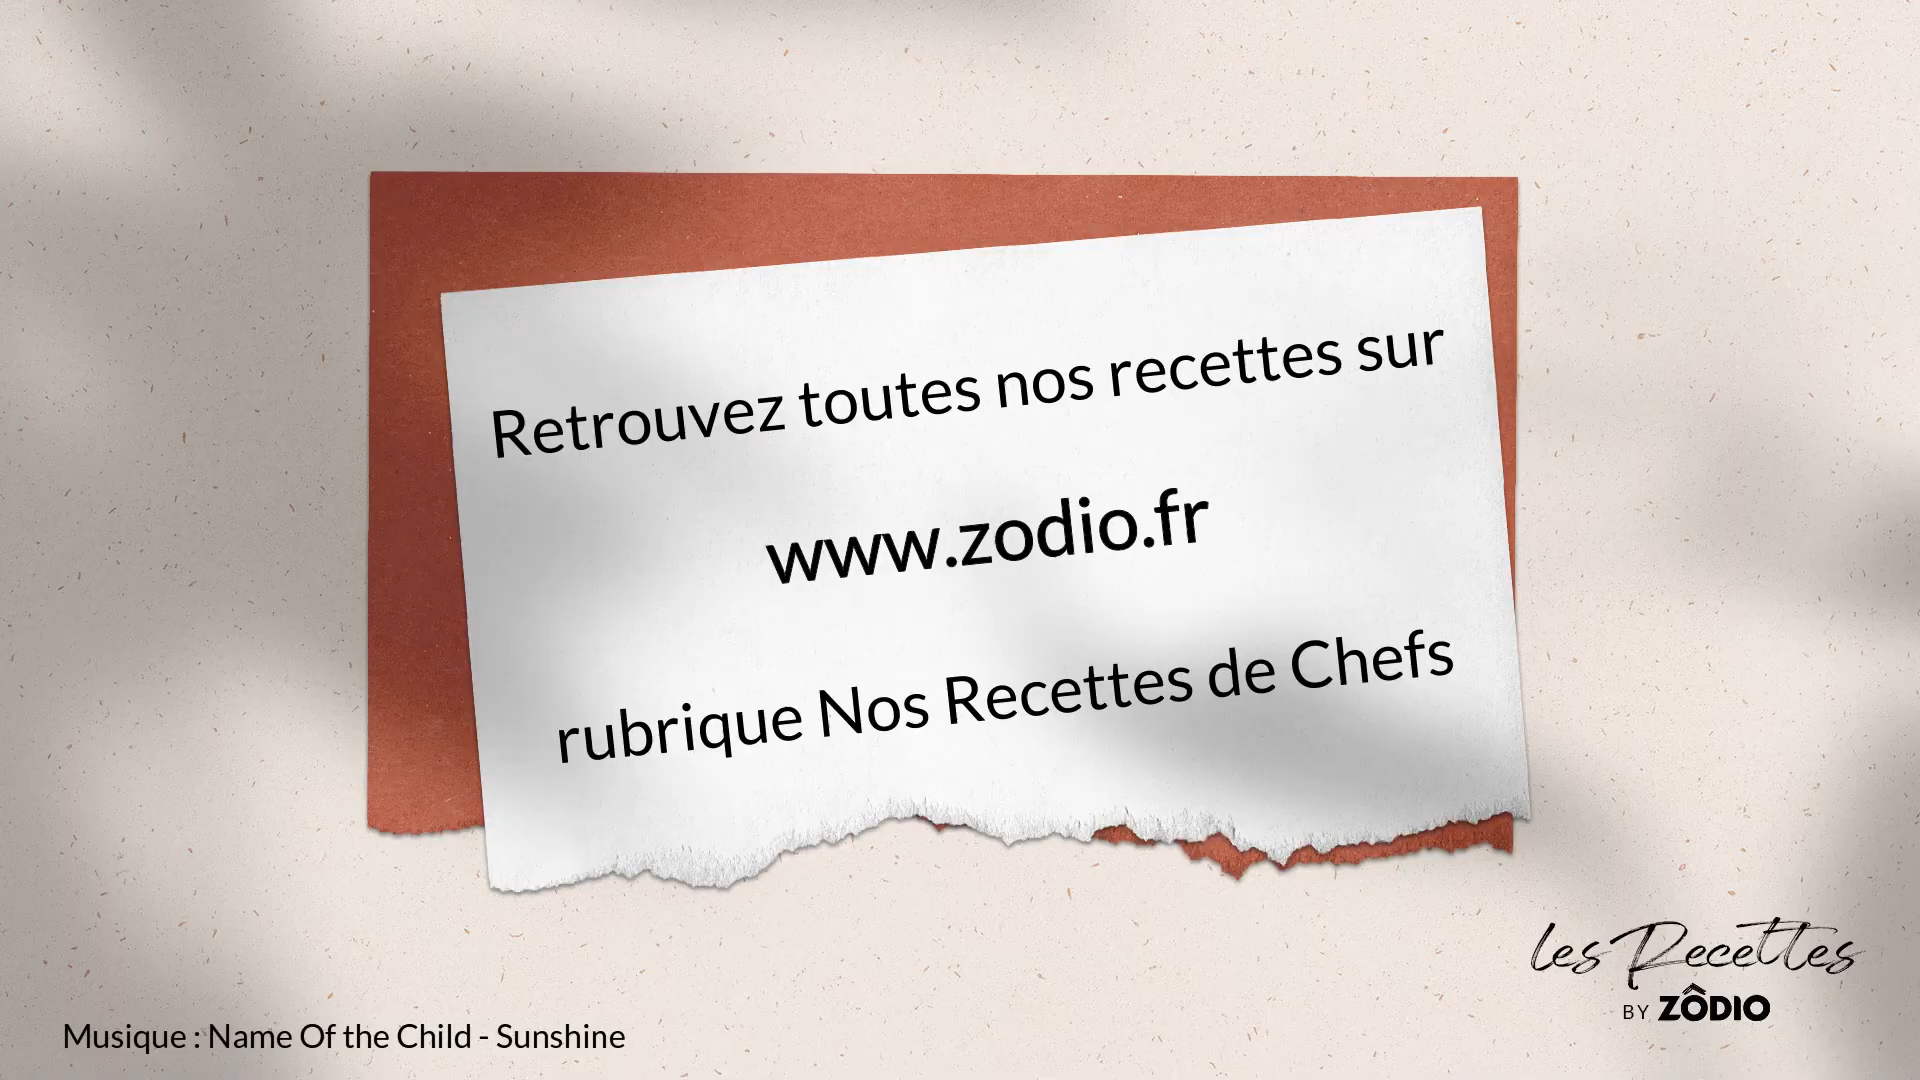 Retrouvez toutes nos recettes sur
www.zodio.fr
rubrique Nos Recettes de Chefs
les Recettes
BY ZÔDIO
Musique : Name Of the Child - Sunshine